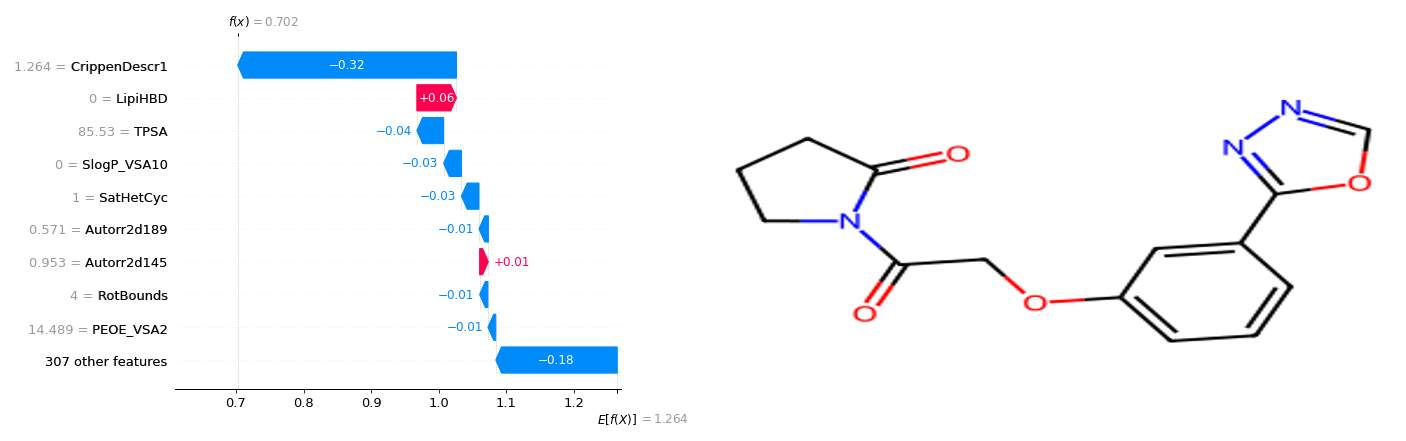 f(x) = 0.702
1.264 = CrippenDescr1
−0.32
0 = LipiHBD
+0.06
85.53 = TPSA
−0.04
0 = SlogP_VSA10
−0.03
1 = SatHetCyc
−0.03
0.571 = Autorr2d189
−0.01
0.953 = Autorr2d145
+0.01
4 = RotBounds
−0.01
14.489 = PEOE_VSA2
−0.01
307 other features
−0.18
0.7 0.8 0.9 1.0 1.1 1.2
E[f(X)] = 1.264
N
N
O
O
N
O
O